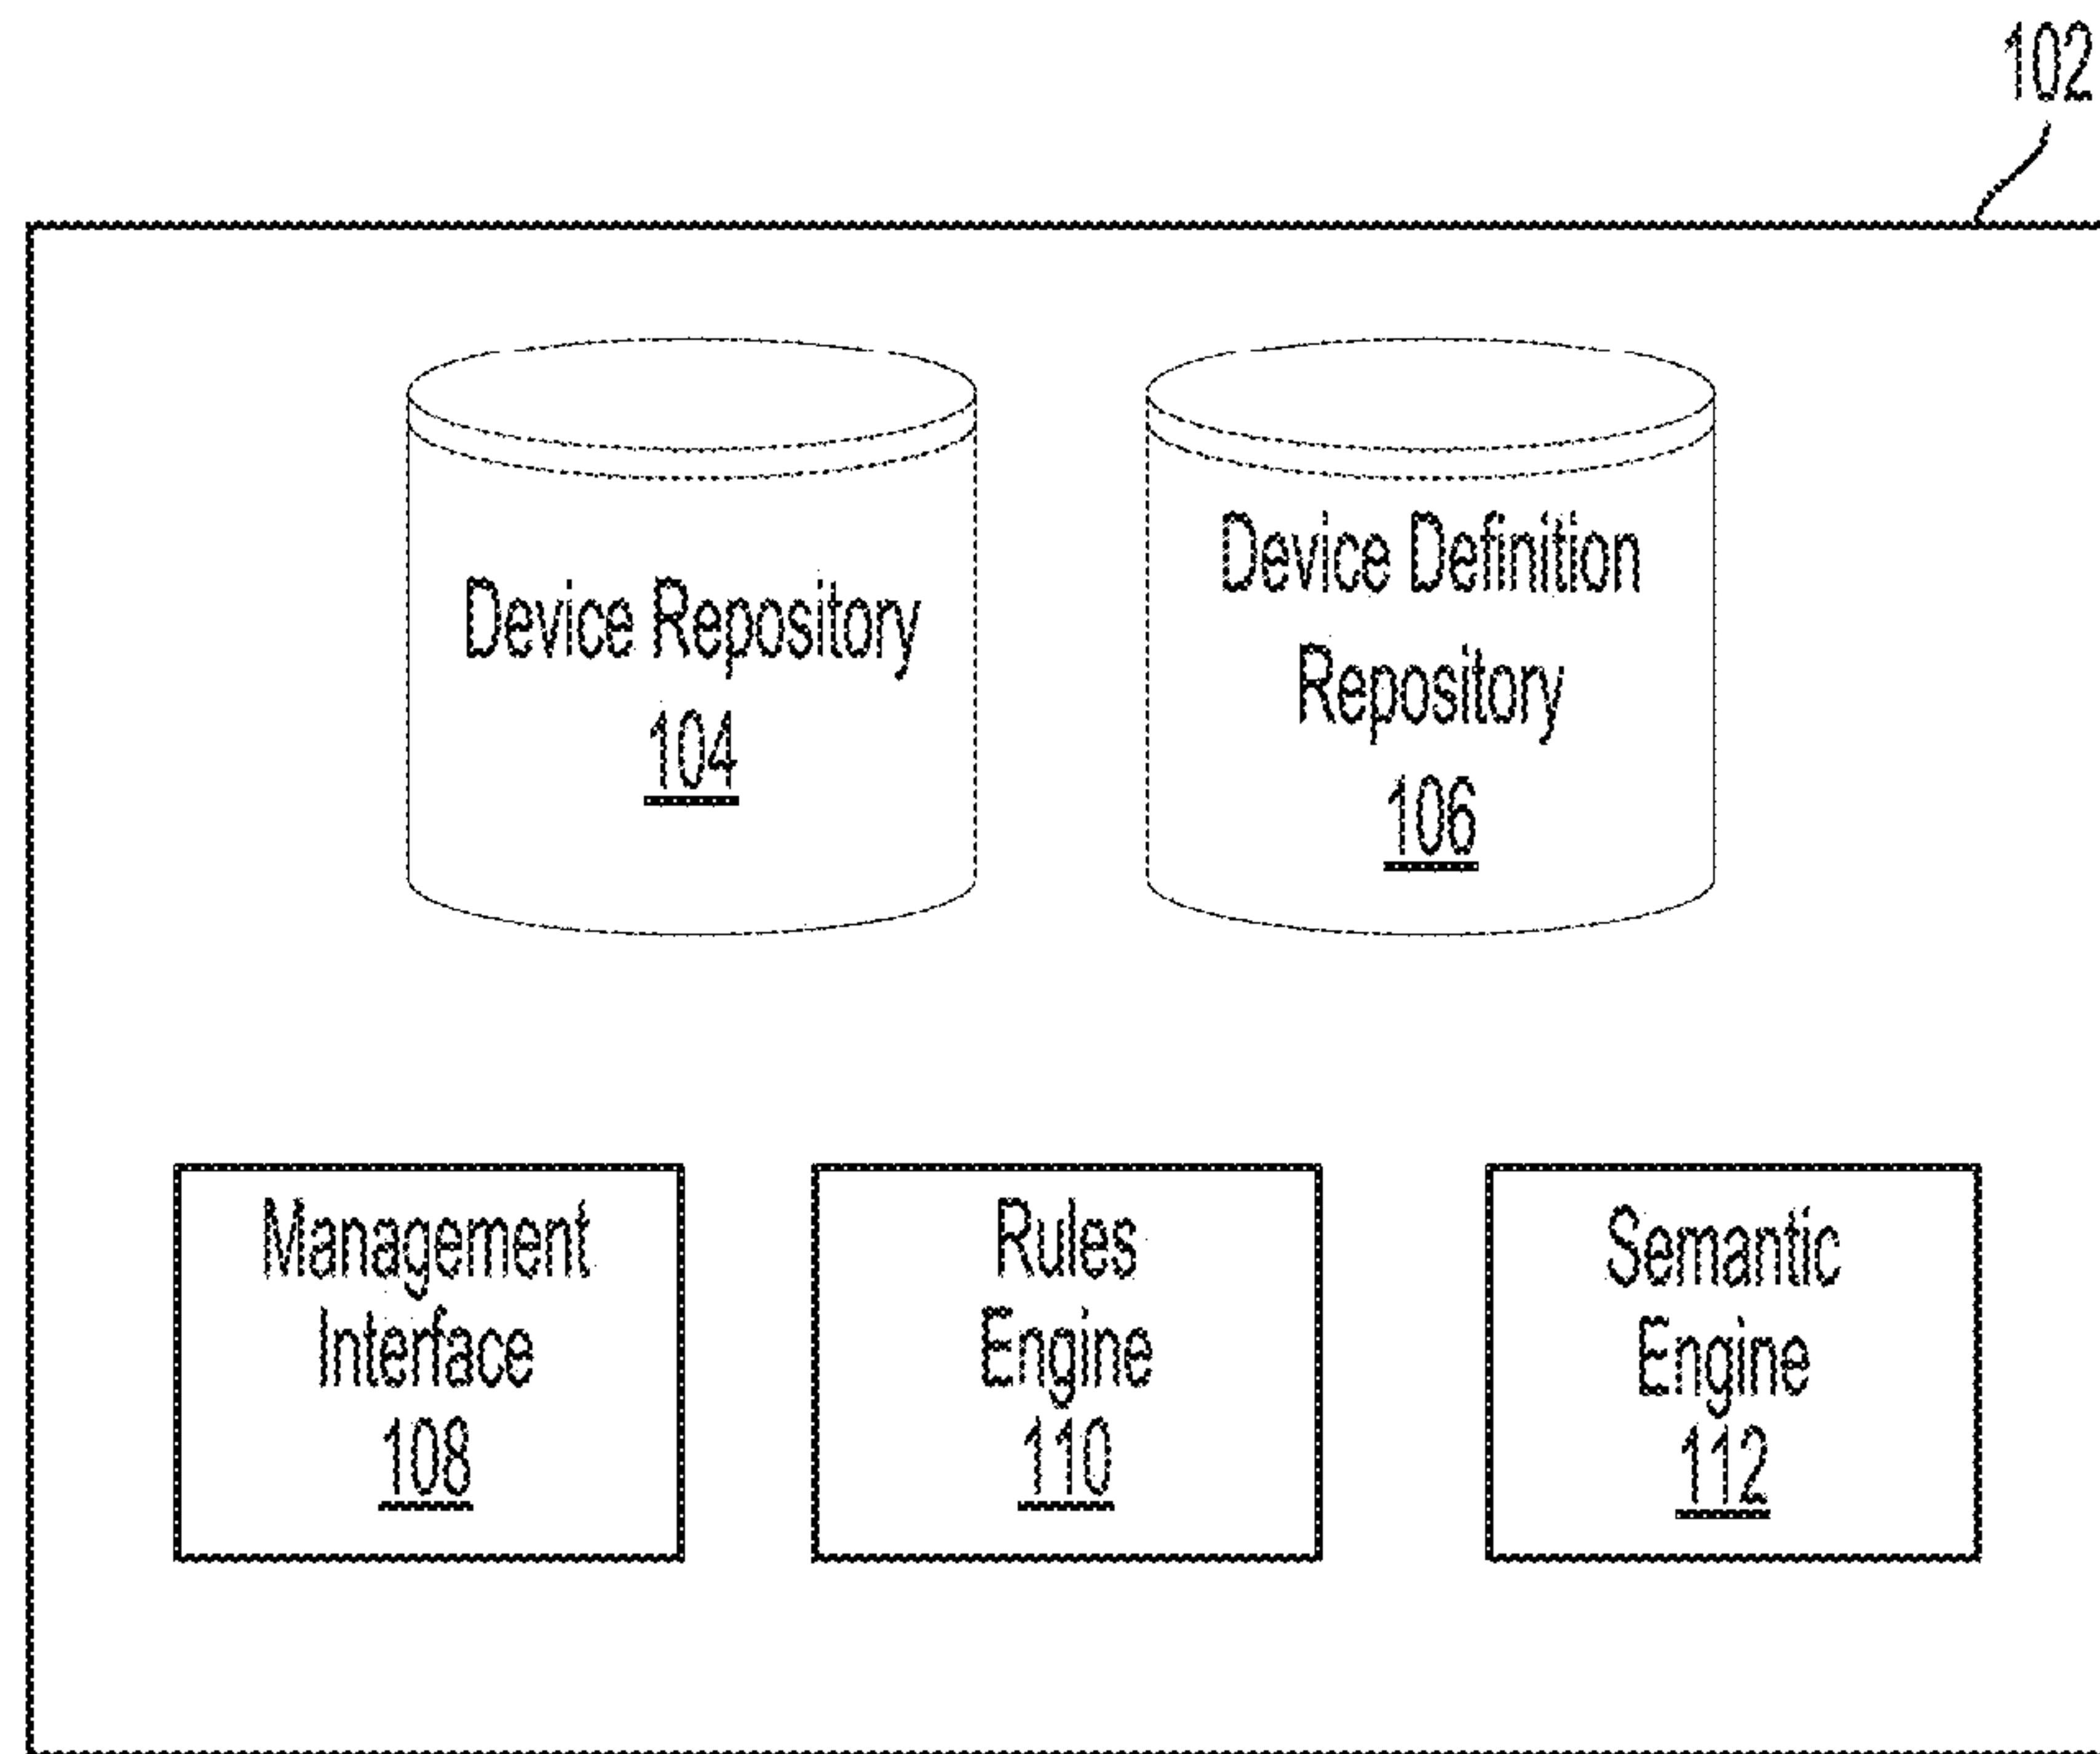 102
Device Repository
104
Device Definition
Repository
106
Management
Interface
108
Rules
Engine
110
Semantic
Engine
112